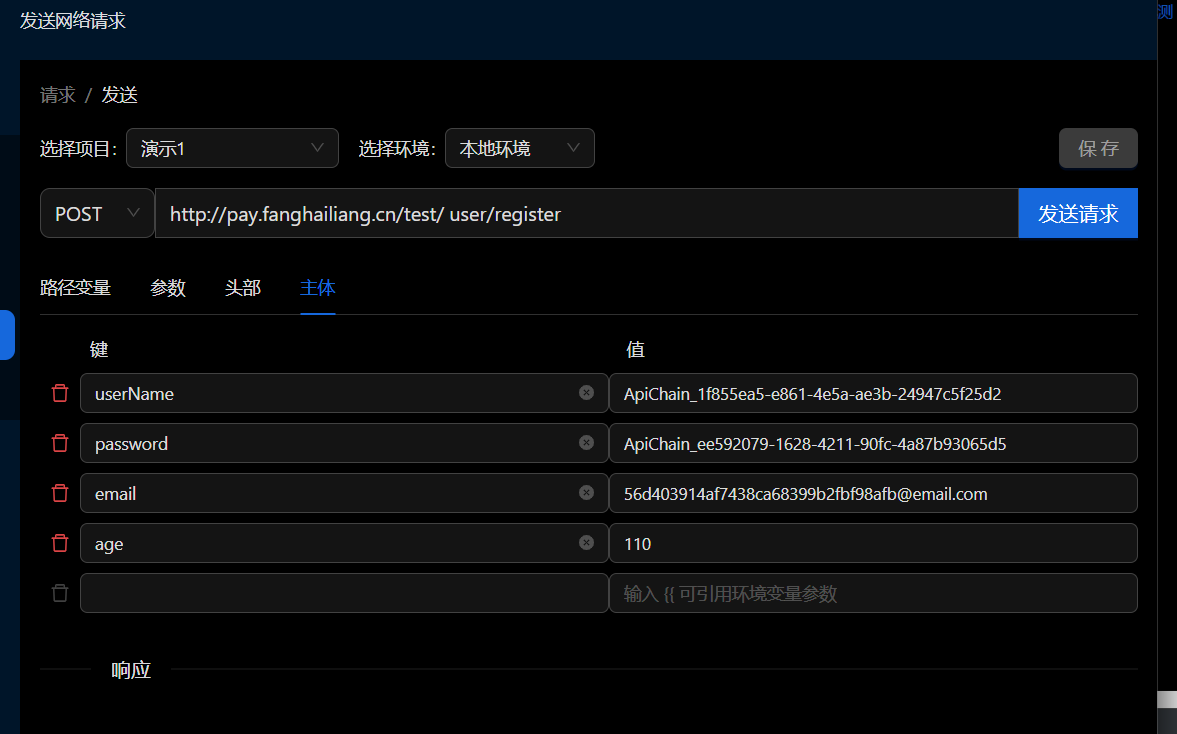 发送网络请求
测
请求 / 发送
选择项目: 演示1 选择环境: 本地环境 保存
POST http://pay.fanghailiang.cn/test/ user/register 发送请求
路径变量 参数 头部 主体
键 值
userName ApiChain_1f855ea5-e861-4e5a-ae3b-24947c5f25d2
password ApiChain_ee592079-1628-4211-90fc-4a87b93065d5
email 56d403914af7438ca68399b2fbf98afb@email.com
age 110
输入 {{ 可引用环境变量参数
响应